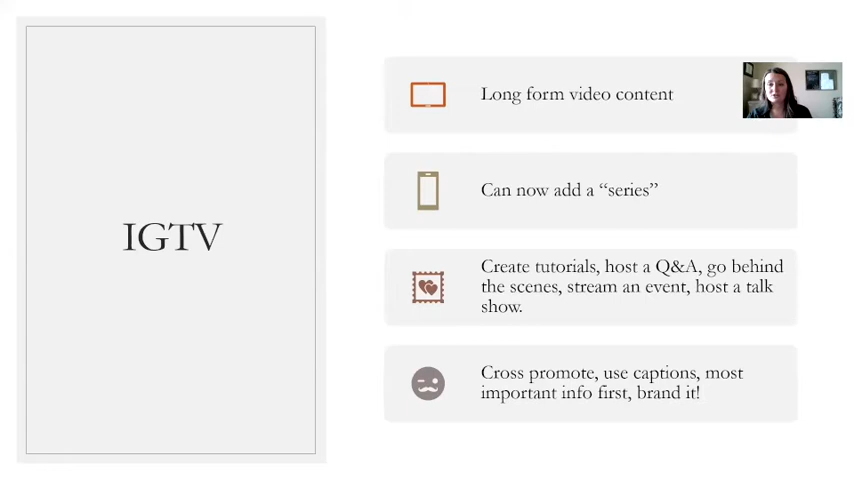 IGTV
Long form video content
Can now add a “series”
Create tutorials, host a Q&A, go behind
the scenes, stream an event, host a talk
show.
Cross promote, use captions, most
important info first, brand it!